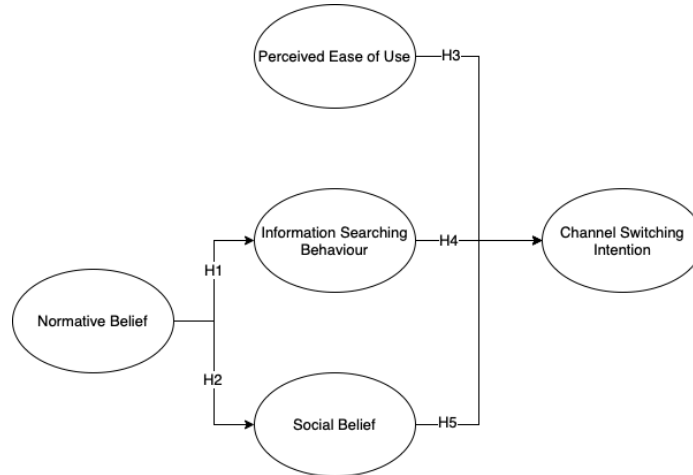 Perceived Ease of Use
H3
Information Searching
Behaviour
H4
Channel Switching
Intention
H1
Normative Belief
H2
Social Belief
H5